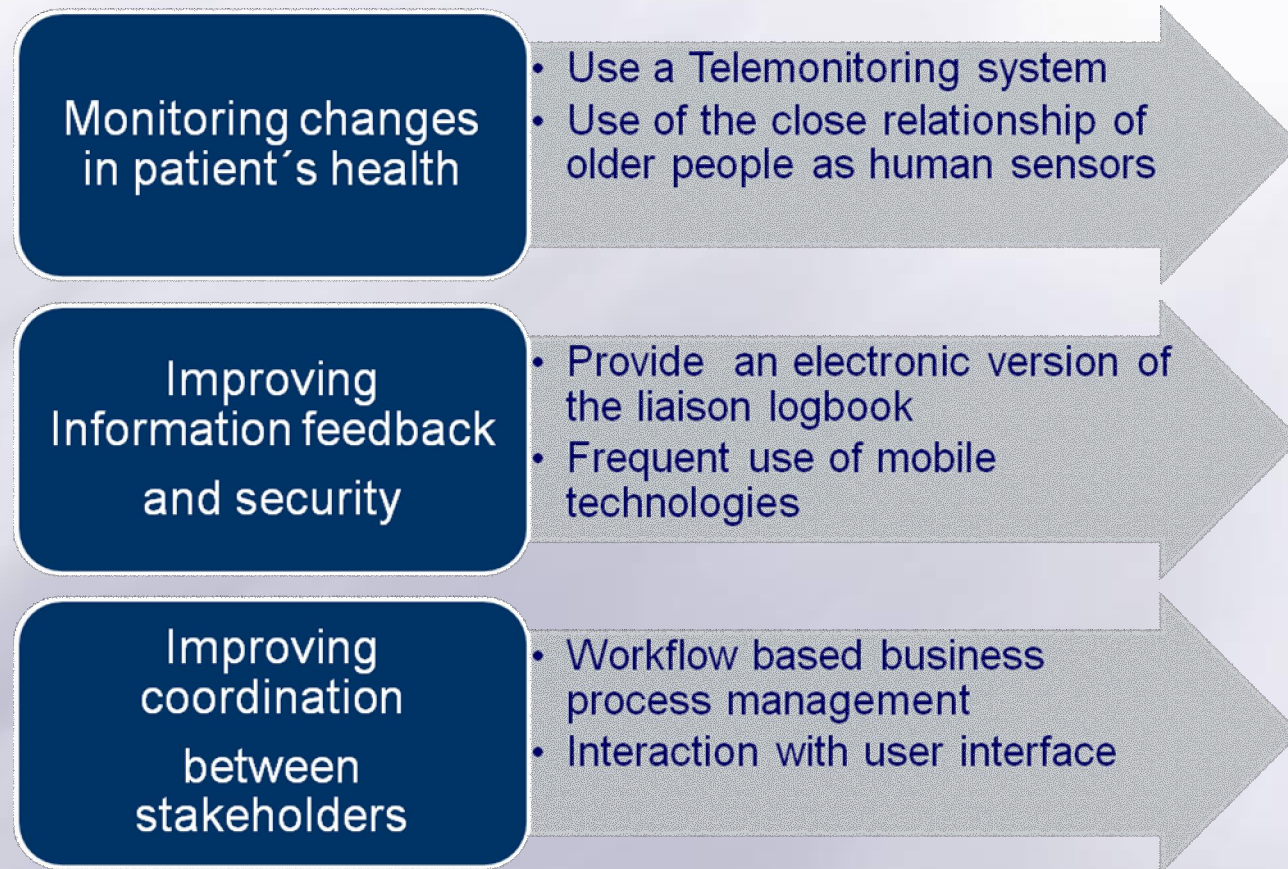 Monitoring changes
in patient´s health
• Use a Telemonitoring system
• Use of the close relationship of
older people as human sensors
Improving
Information feedback
and security
• Provide an electronic version of
the liaison logbook
• Frequent use of mobile
technologies
Improving
coordination
between
stakeholders
• Workflow based business
process management
• Interaction with user interface